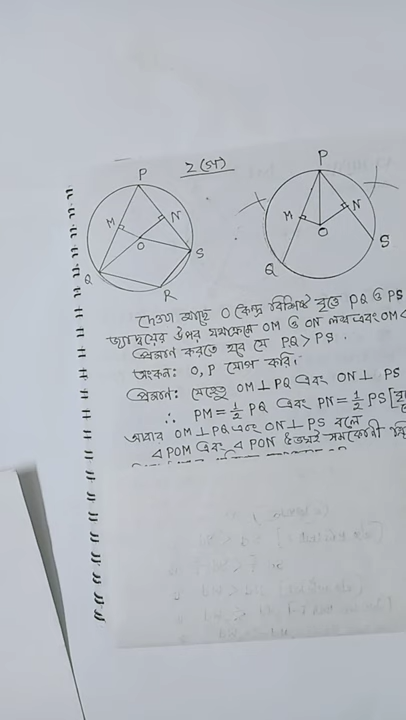 2 (গ)
P
M
N
O
Q
S
R
P
M
N
O
Q
S
দেওয়া আছে O কেন্দ্র বিশিষ্ট বৃত্তে PQ ও PS
জ্যাদ্বয়ের উপর যথাক্রমে OM ও ON লম্ব এবং OM <
প্রমাণ করতে হবে যে PQ > PS .
অংকন: O, P যোগ করি।
প্রমাণ: যেহেতু OM ⊥ PQ এবং ON ⊥ PS
∴ PM = 1/2 PQ এবং PN = 1/2 PS [
আবার OM ⊥ PQ এবং ON ⊥ PS বলে
△ POM এবং △ PON উভয়ই সমকোণী